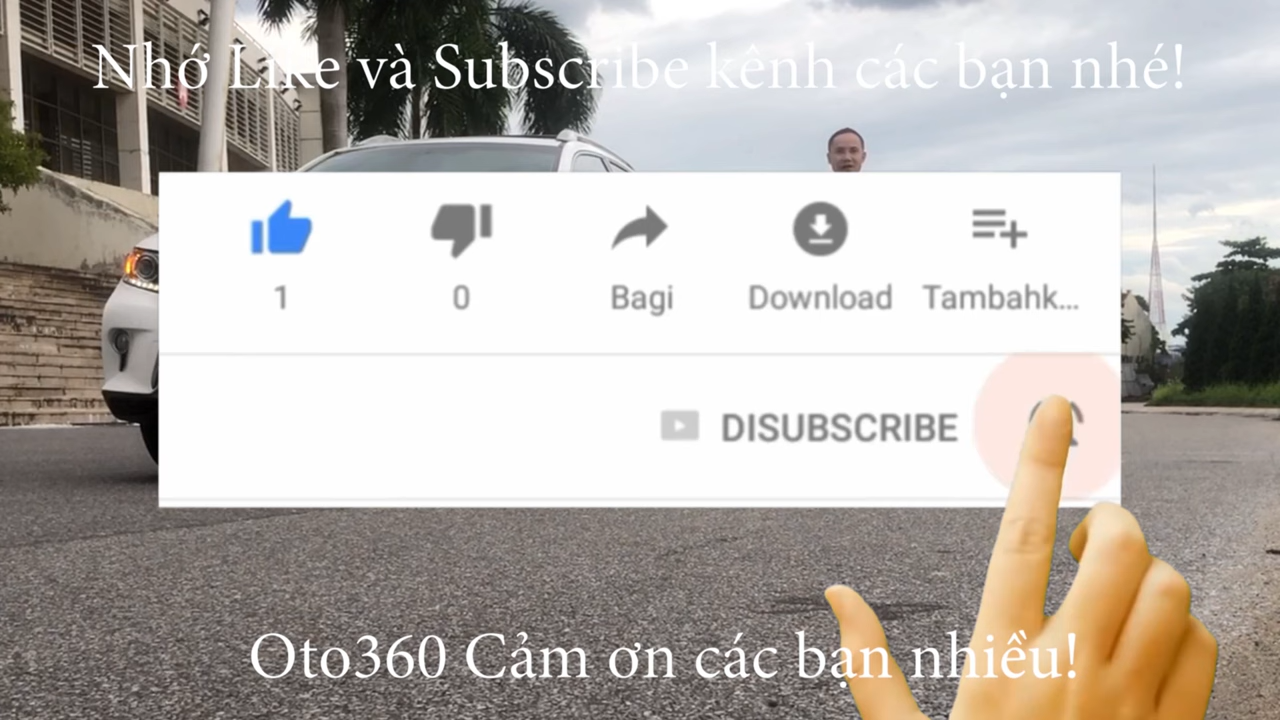 Nhớ Like và Subscribe kênh các bạn nhé!
1 0 Bagi Download Tambahk...
DISUBSCRIBE
Oto360 Cảm ơn các bạn nhiều!